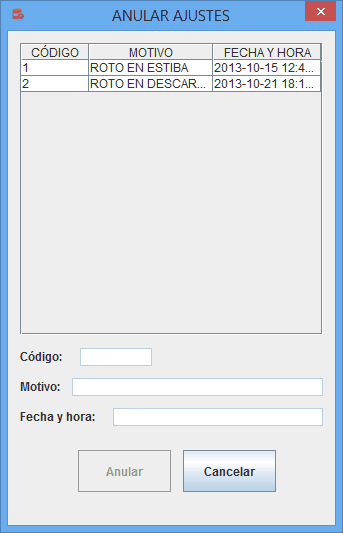 ANULAR AJUSTES
CÓDIGO MOTIVO FECHA Y HORA
1 ROTO EN ESTIBA 2013-10-15 12:4...
2 ROTO EN DESCAR... 2013-10-21 18:1...
Código:
Motivo:
Fecha y hora:
Anular Cancelar